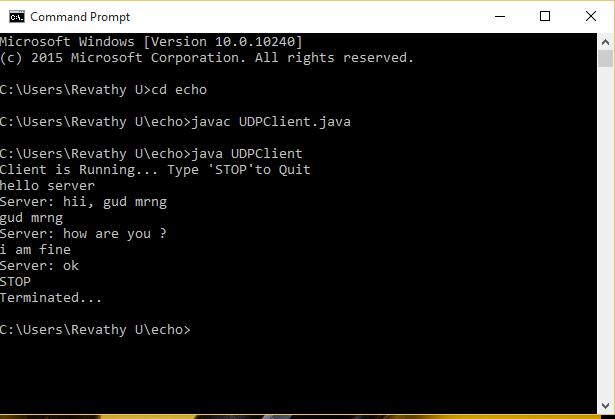 Command Prompt
Microsoft Windows [Version 10.0.10240]
(c) 2015 Microsoft Corporation. All rights reserved.
C:\Users\Revathy U>cd echo
C:\Users\Revathy U\echo>javac UDPClient.java
C:\Users\Revathy U\echo>java UDPClient
Client is Running... Type 'STOP'to Quit
hello server
Server: hii, gud mrng
gud mrng
Server: how are you ?
i am fine
Server: ok
STOP
Terminated...
C:\Users\Revathy U\echo>